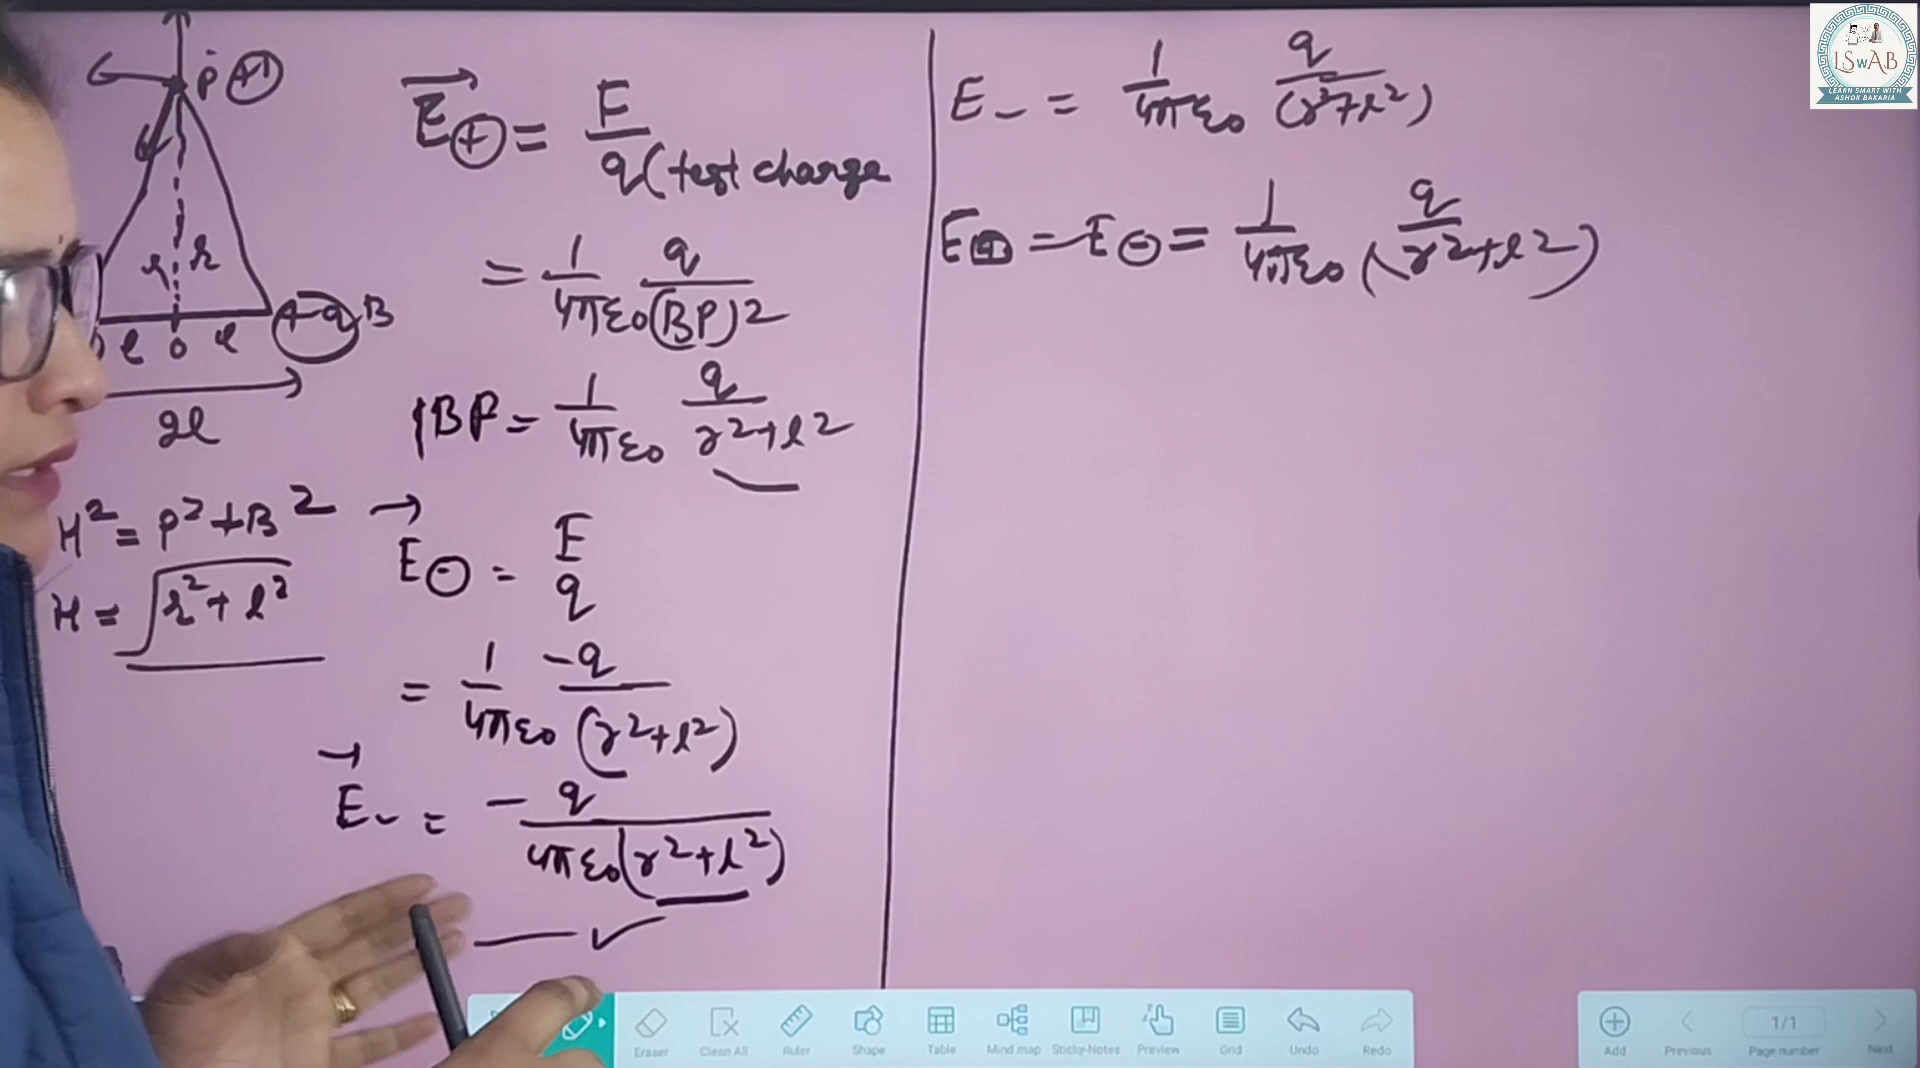 P (+1)
r r
-q B
l o l
2l
H² = P² + B²
H = √r² + l²
E⊕ = F/q (test charge
= 1/4πε₀ q/(BP)²
BP = 1/4πε₀ q/r²+l²
E⊖ = F/q
= 1/4πε₀ -q/(r²+l²)
E₋ = - q/4πε₀(r²+l²)
E₋ = 1/4πε₀ q/(r²+l²)
E⊕ = E⊖ = 1/4πε₀ q/(r²+l²)
LSwAB
LEARN SMART WITH
ASHOK BAKARIA
Eraser Clean All Ruler Shape Table Mind map Sticky-Notes Preview Grid Undo Redo
1/1
Add Previous Page number Next